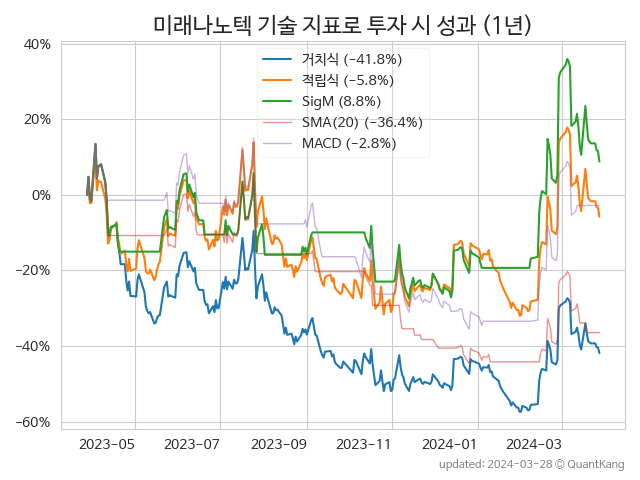 미래나노텍 기술 지표로 투자 시 성과 (1년)
거치식 (−41.8%)
적립식 (−5.8%)
SigM (8.8%)
SMA(20) (−36.4%)
MACD (−2.8%)
40%
20%
0%
−20%
−40%
−60%
2023-05 2023-07 2023-09 2023-11 2024-01 2024-03
updated: 2024-03-28 © QuantKang